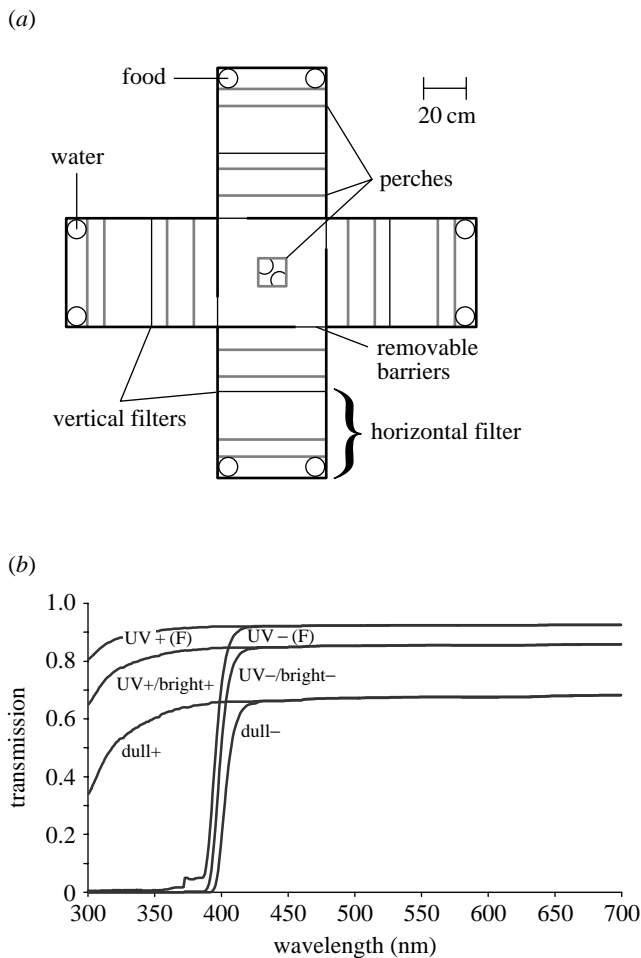 (a)
food
20 cm
water
perches
removable
barriers
vertical filters
horizontal filter
(b)
1.0
0.8
0.6
0.4
0.2
0
transmission
UV + (F)
UV − (F)
UV+/bright+
UV−/bright−
dull+
dull−
300 350 400 450 500 550 600 650 700
wavelength (nm)